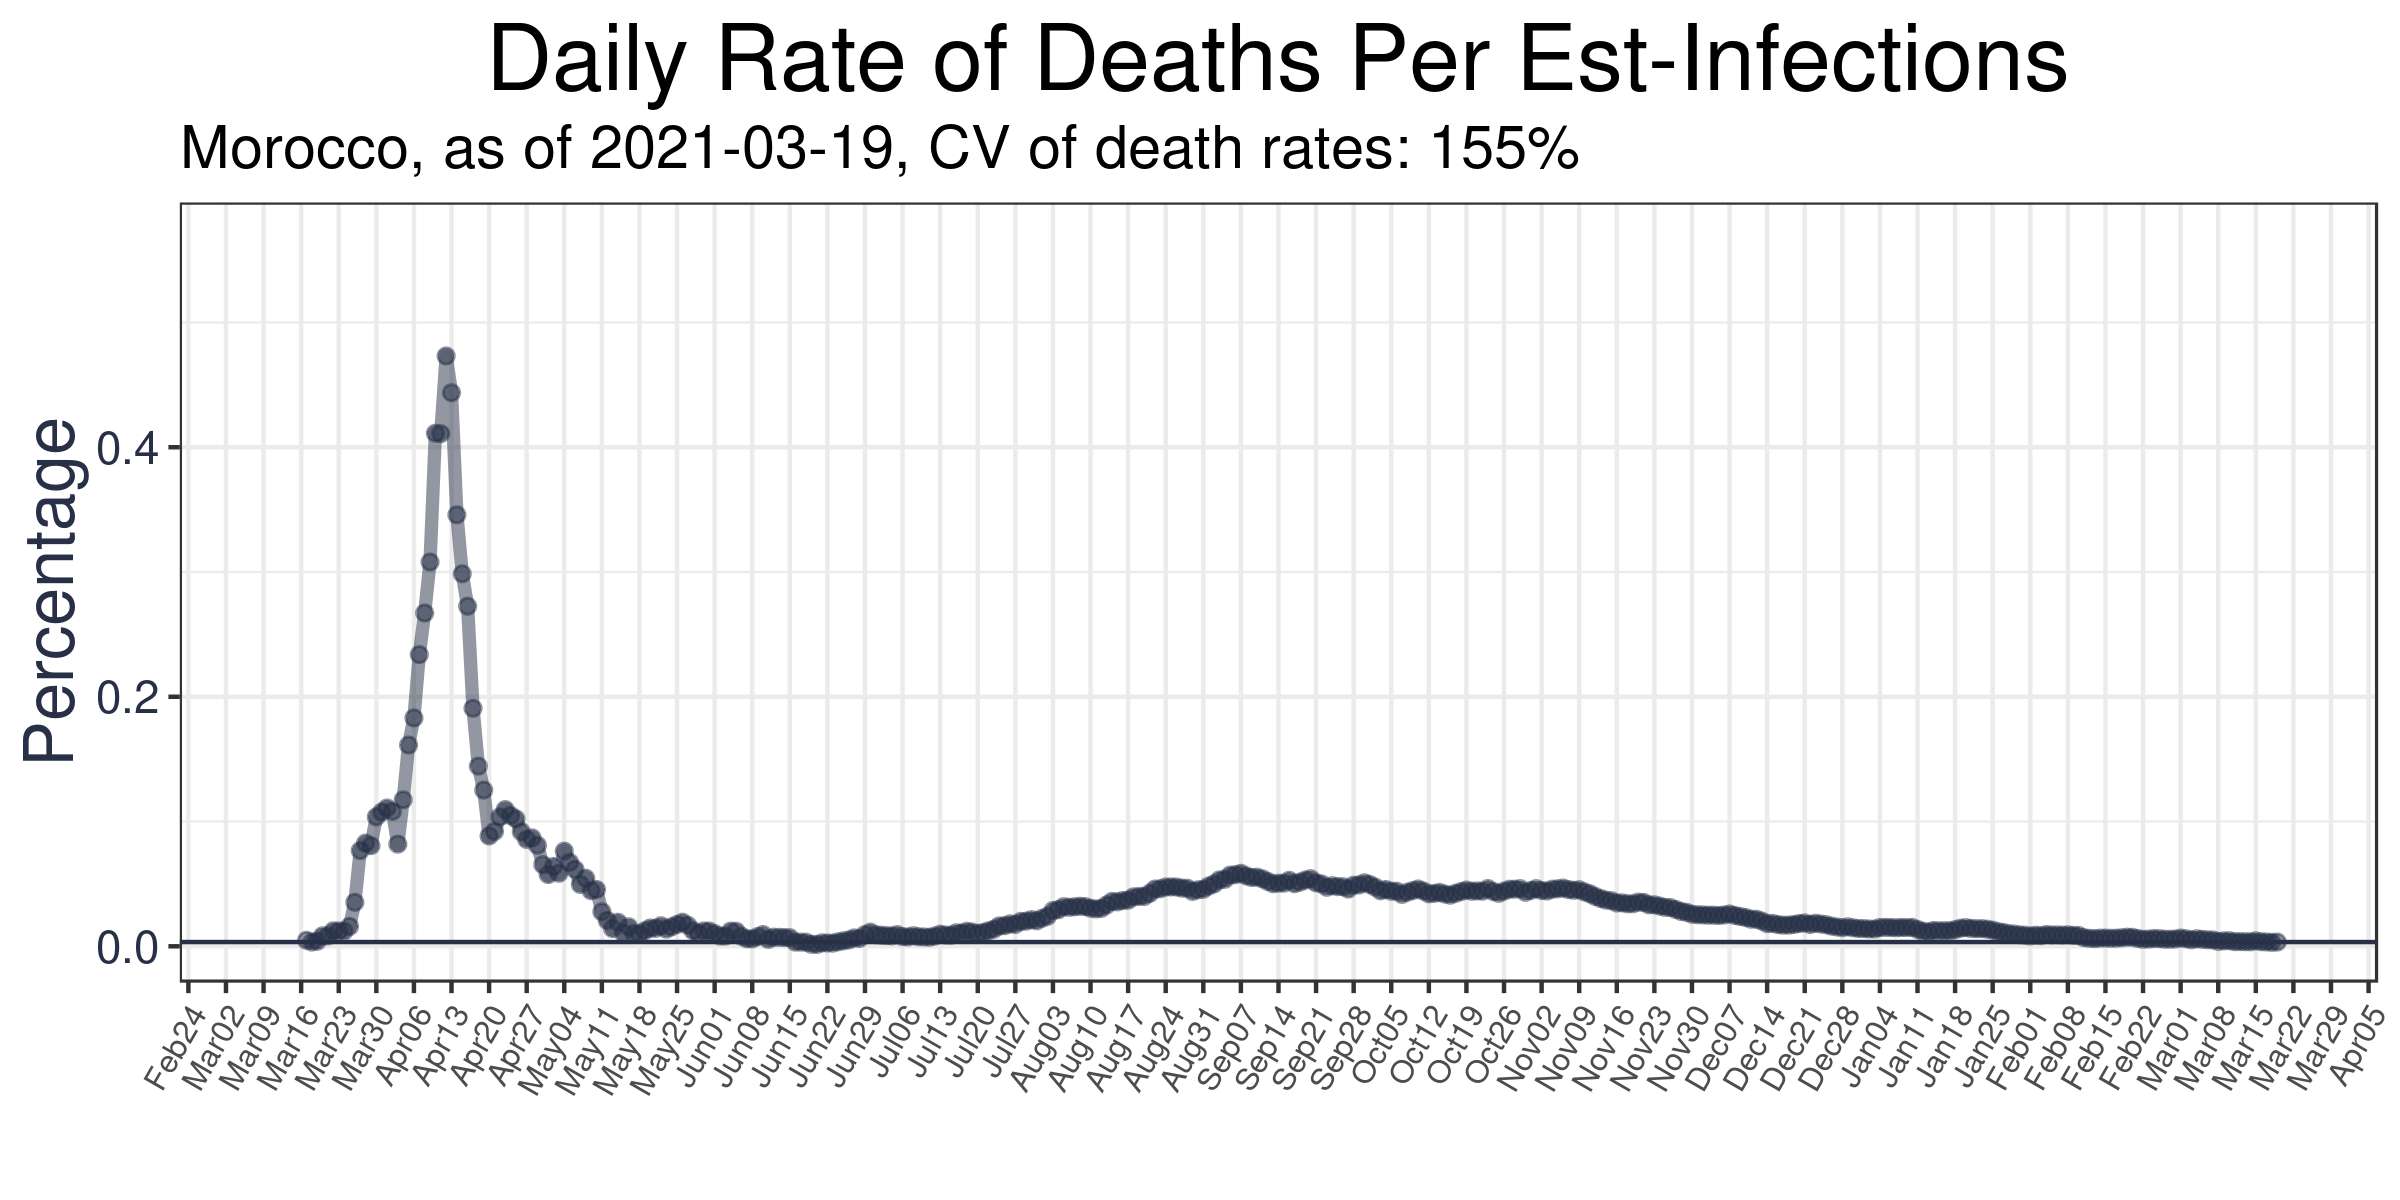 Daily Rate of Deaths Per Est-Infections
Morocco, as of 2021-03-19, CV of death rates: 155%
Percentage
0.4
0.2
0.0
Feb24 Mar02 Mar09 Mar16 Mar23 Mar30 Apr06 Apr13 Apr20 Apr27 May04 May11 May18 May25 Jun01 Jun08 Jun15 Jun22 Jun29 Jul06 Jul13 Jul20 Jul27 Aug03 Aug10 Aug17 Aug24 Aug31 Sep07 Sep14 Sep21 Sep28 Oct05 Oct12 Oct19 Oct26 Nov02 Nov09 Nov16 Nov23 Nov30 Dec07 Dec14 Dec21 Dec28 Jan04 Jan11 Jan18 Jan25 Feb01 Feb08 Feb15 Feb22 Mar01 Mar08 Mar15 Mar22 Mar29 Apr05